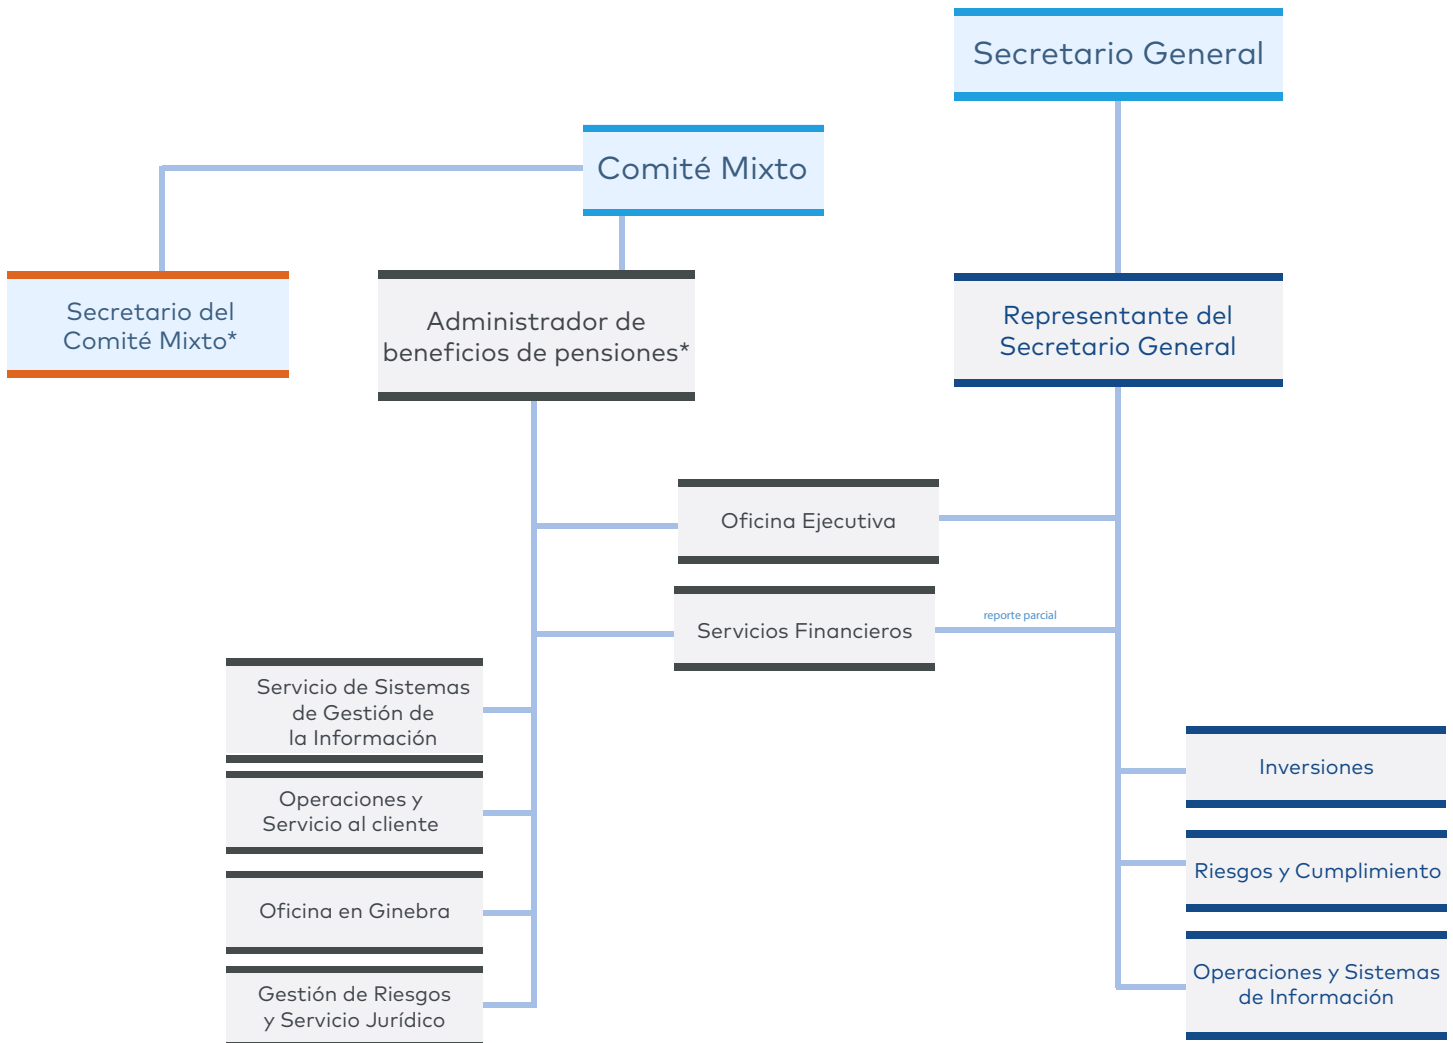 Secretario General
Comité Mixto
Secretario del
Comité Mixto*
Administrador de
beneficios de pensiones*
Representante del
Secretario General
Oficina Ejecutiva
Servicios Financieros
reporte parcial
Servicio de Sistemas
de Gestión de
la Información
Operaciones y
Servicio al cliente
Oficina en Ginebra
Gestión de Riesgos
y Servicio Jurídico
Inversiones
Riesgos y Cumplimiento
Operaciones y Sistemas
de Información